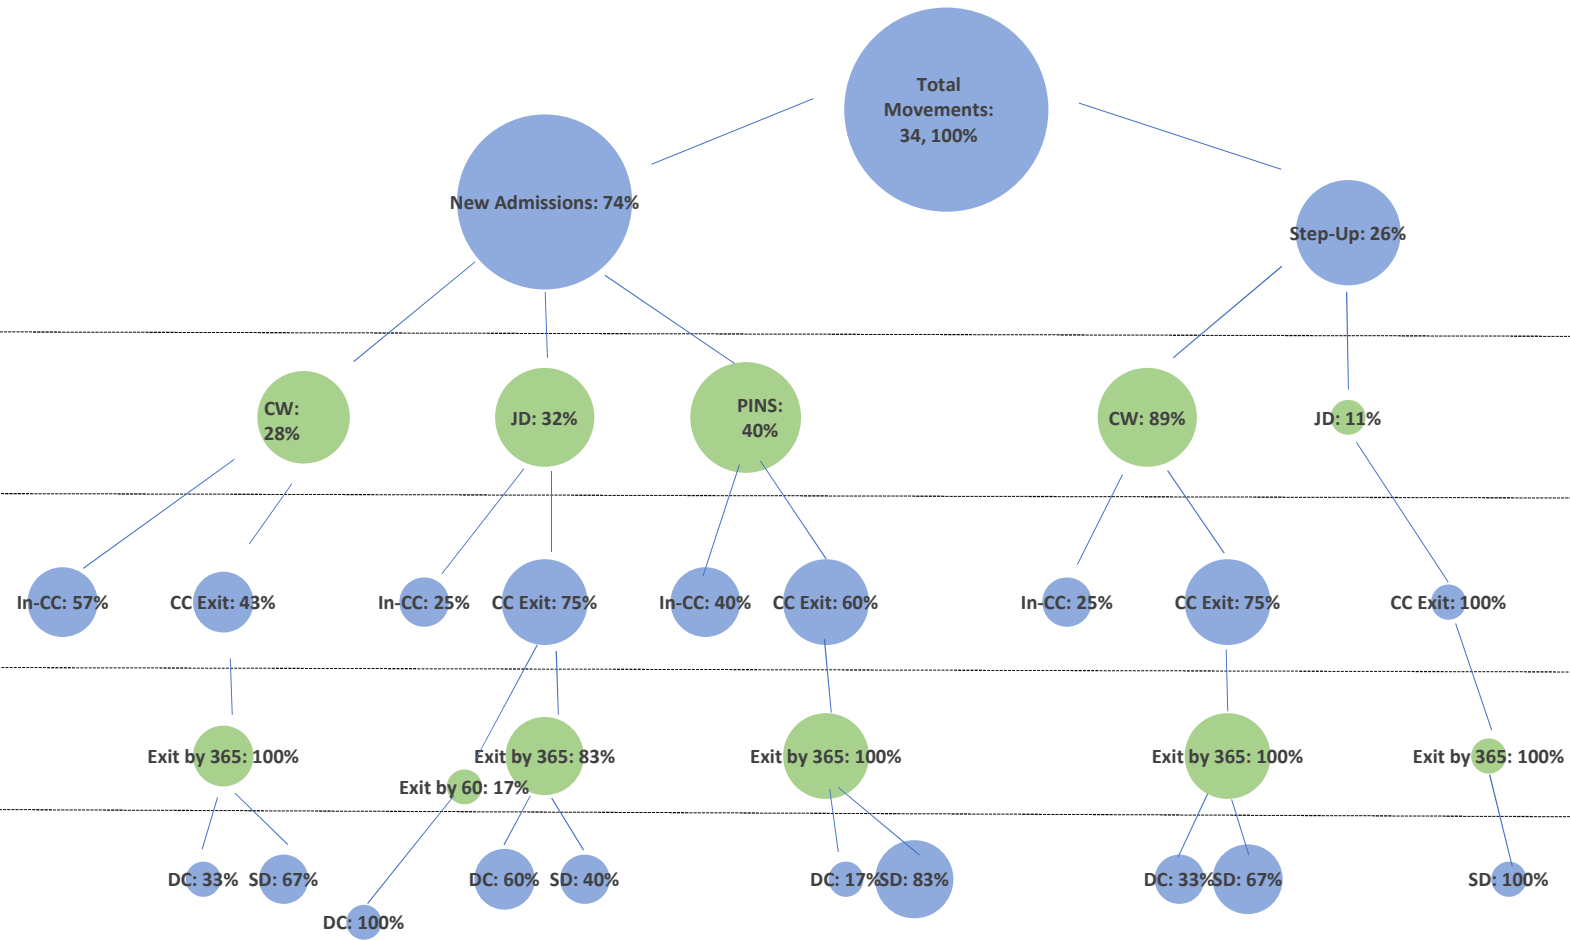 Total
Movements:
34, 100%
New Admissions: 74%
Step-Up: 26%
CW:
28%
JD: 32%
PINS:
40%
CW: 89%
JD: 11%
In-CC: 57%
CC Exit: 43%
In-CC: 25%
CC Exit: 75%
In-CC: 40%
CC Exit: 60%
In-CC: 25%
CC Exit: 75%
CC Exit: 100%
Exit by 365: 100%
Exit by 365: 83%
Exit by 60: 17%
Exit by 365: 100%
Exit by 365: 100%
Exit by 365: 100%
DC: 33%
SD: 67%
DC: 60%
SD: 40%
DC: 17%
SD: 83%
DC: 33%
SD: 67%
SD: 100%
DC: 100%